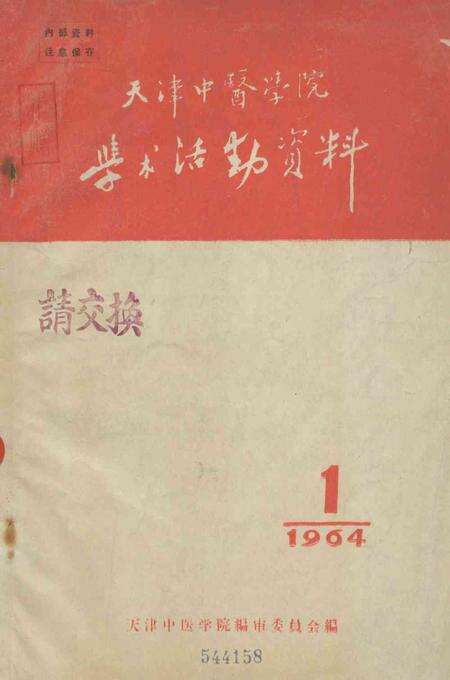 内部資料
注意保存
天津中醫学院
學术活動資料
請交換
1
1964
天津中医学院編审委員会編
544158